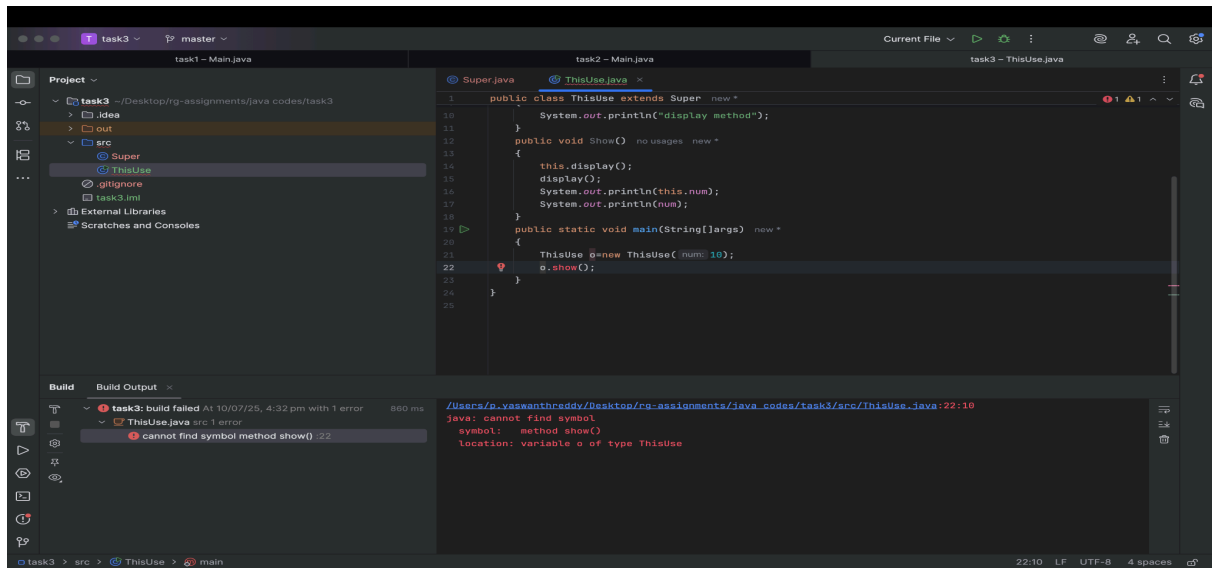 T task3 master Current File
task1 – Main.java task2 – Main.java task3 – ThisUse.java
Project
task3 ~/Desktop/rg-assignments/java codes/task3
.idea
out
src
Super
ThisUse
.gitignore
task3.iml
External Libraries
Scratches and Consoles
Super.java ThisUse.java ×
1 public class ThisUse extends Super new *
1 1
10 System.out.println("display method");
11 }
12 public void Show() no usages new *
13 {
14 this.display();
15 display();
16 System.out.println(this.num);
17 System.out.println(num);
18 }
19 public static void main(String[]args) new *
20 {
21 ThisUse o=new ThisUse( num: 10);
22 o.show();
23 }
24 }
25
Build Build Output ×
task3: build failed At 10/07/25, 4:32 pm with 1 error 860 ms
ThisUse.java src 1 error
cannot find symbol method show() :22
/Users/p.yaswanthreddy/Desktop/rg-assignments/java codes/task3/src/ThisUse.java:22:10
java: cannot find symbol
symbol: method show()
location: variable o of type ThisUse
task3 > src > ThisUse > main 22:10 LF UTF-8 4 spaces